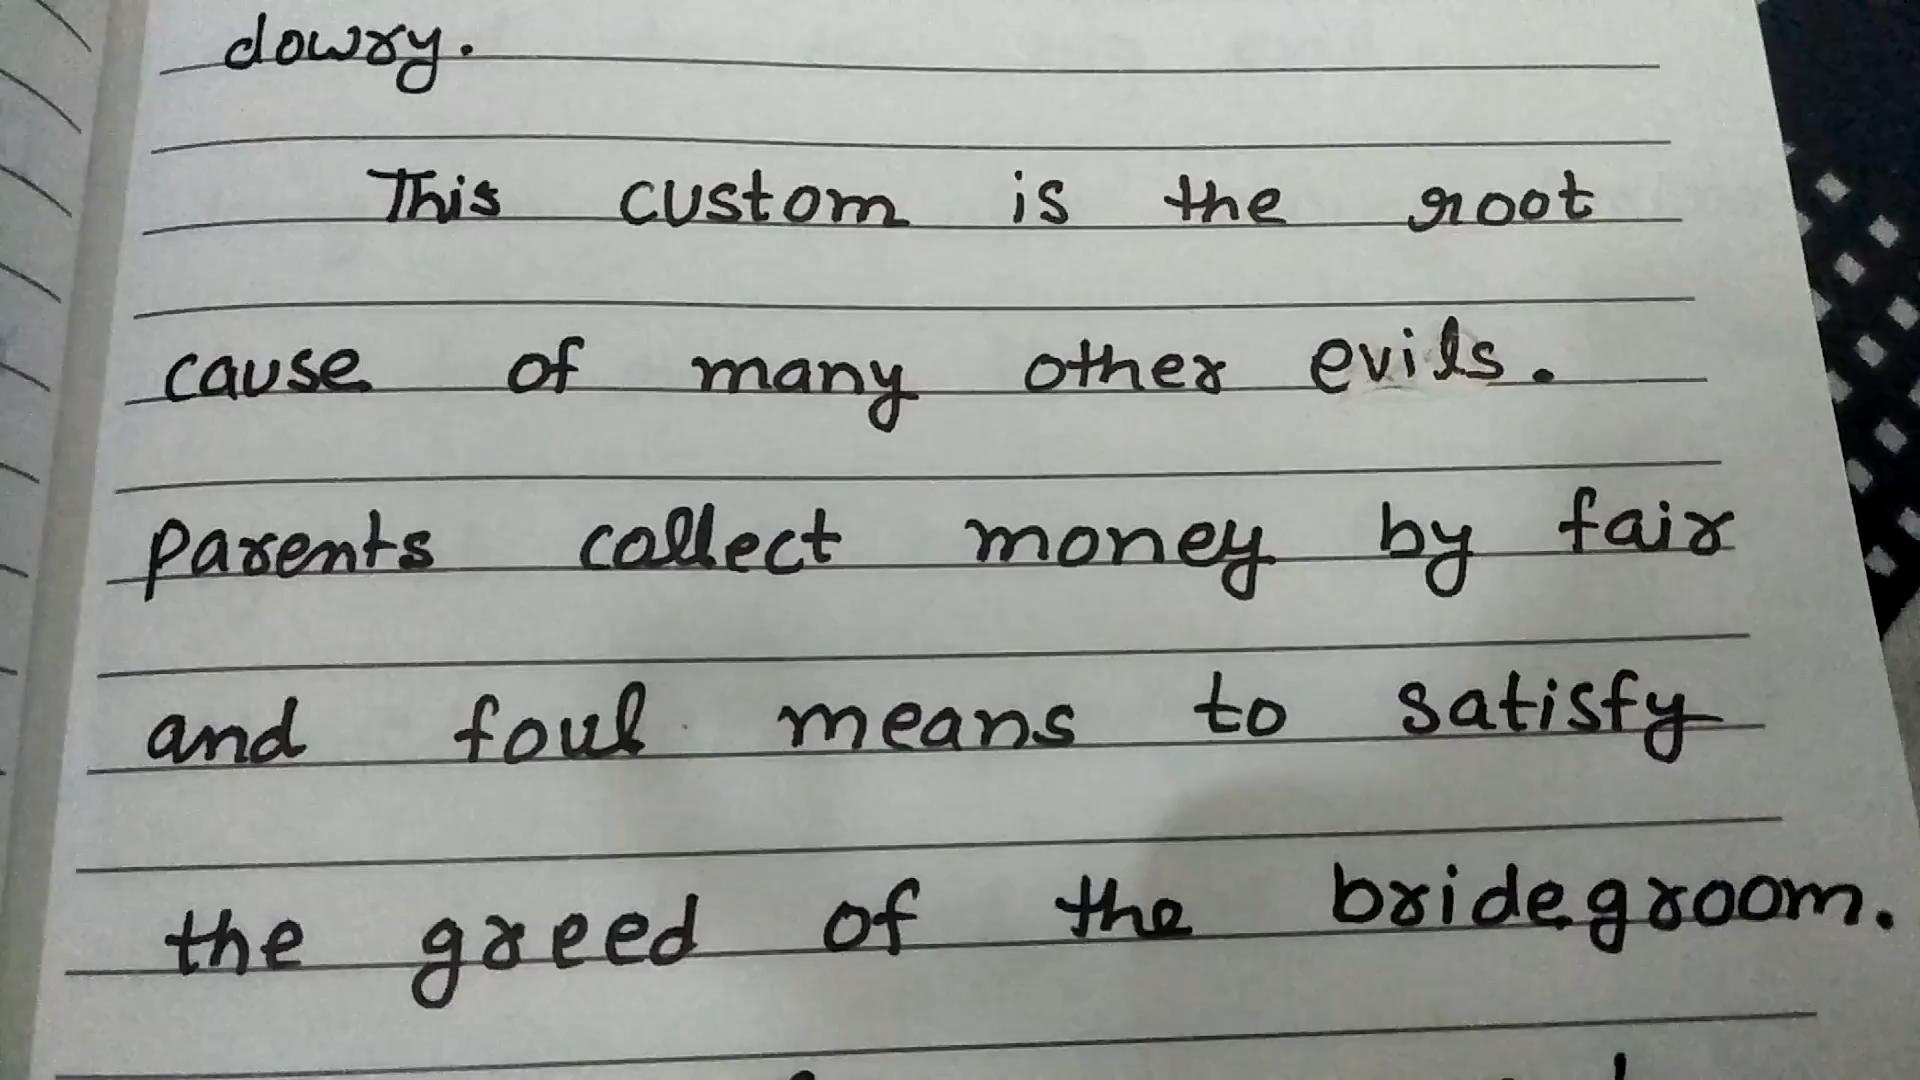 dowry.
This custom is the root
cause of many other evils.
parents collect money by fair
and foul means to satisfy
the greed of the bridegroom.